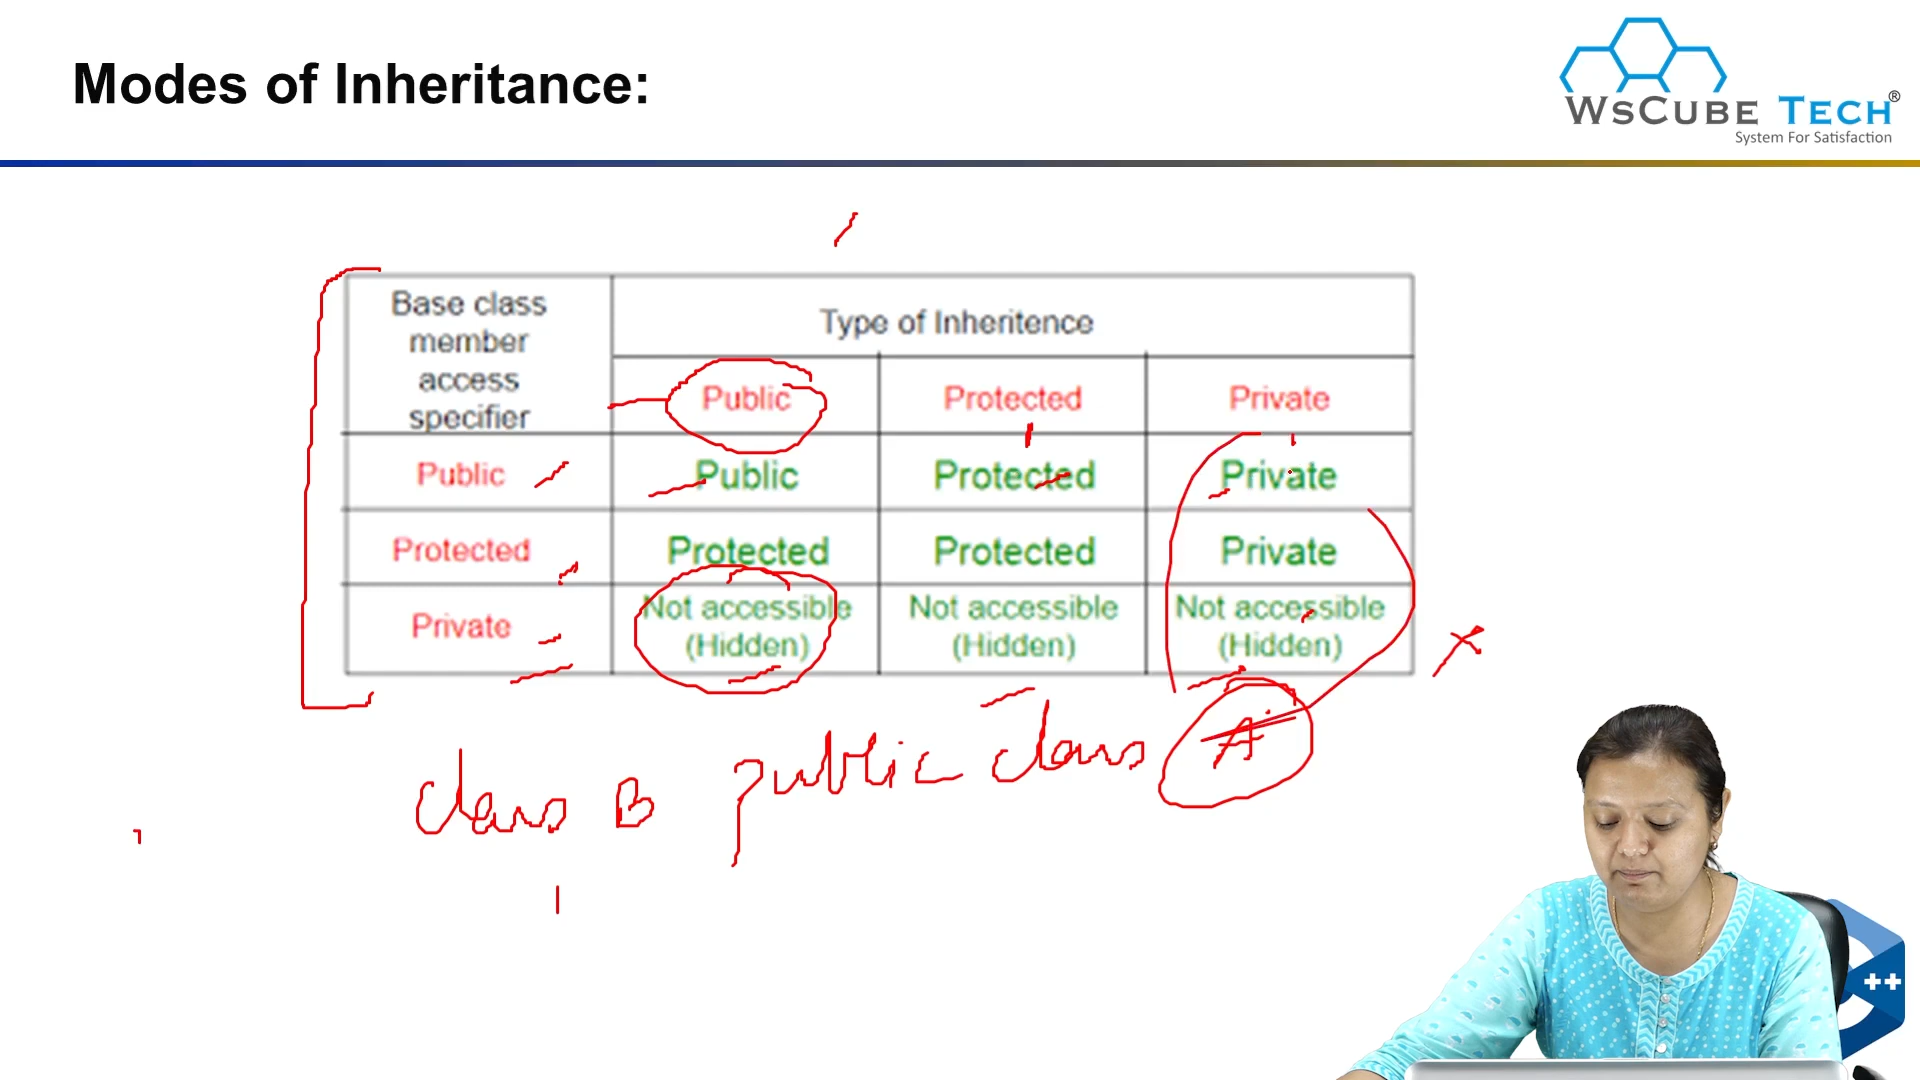 Modes of Inheritance:
WsCube Tech®
System For Satisfaction
Base class member access specifier
Type of Inheritence
Public Protected Private
Public Public Protected Private
Protected Protected Protected Private
Private Not accessible (Hidden) Not accessible (Hidden) Not accessible (Hidden)
class B public class A
++